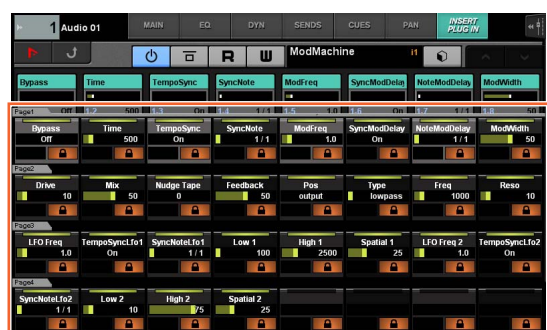 1 Audio 01 MAIN EQ DYN SENDS CUES PAN INSERT PLUG IN
R ModMachine i1
Bypass Time TempoSync SyncNote ModFreq SyncModDelay NoteModDelay ModWidth
Page1 Off 1.2 500 1.3 On 1.4 1/1 1.5 1.0 1.6 On 1.7 1/1 1.8 50
Bypass Time TempoSync SyncNote ModFreq SyncModDelay NoteModDelay ModWidth
Off 500 On 1/1 1.0 On 1/1 50
Page2
Drive Mix Nudge Tape Feedback Pos Type Freq Reso
10 50 0 50 output lowpass 1000 10
Page3
LFO Freq TempoSyncLfo1 SyncNoteLfo1 Low 1 High 1 Spatial 1 LFO Freq 2 TempoSyncLfo2
1.0 On 1/1 100 2500 25 1.0 On
Page4
SyncNoteLfo2 Low 2 High 2 Spatial 2
1/1 10 75 25